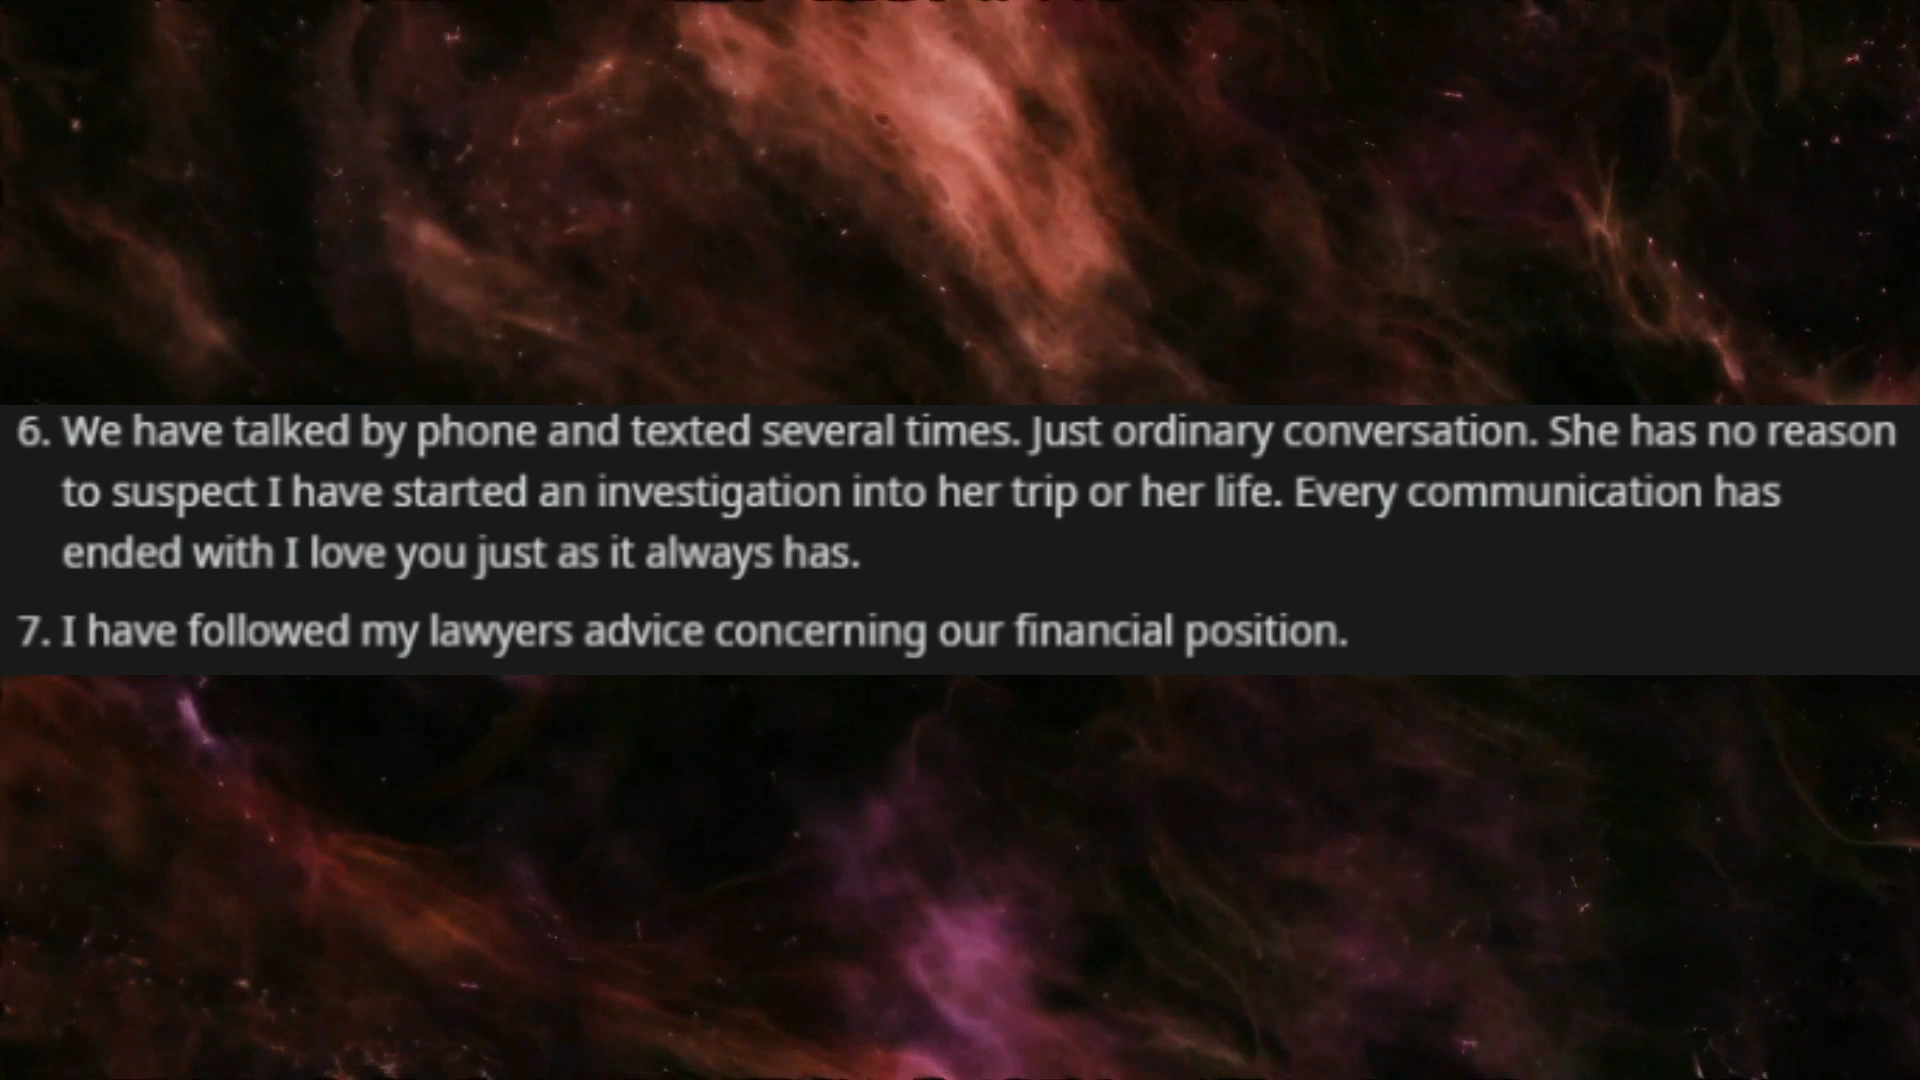 6. We have talked by phone and texted several times. Just ordinary conversation. She has no reason
to suspect I have started an investigation into her trip or her life. Every communication has
ended with I love you just as it always has.
7. I have followed my lawyers advice concerning our financial position.